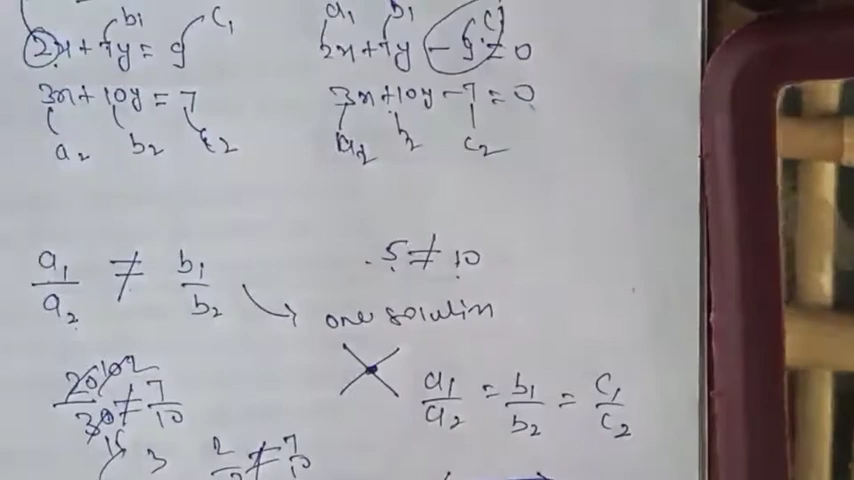 b₁ c₁
2x + 7y = 9
3x + 10y = 7
a₂ b₂ c₂
a₁ b₁ c₁
2x + 7y - 9 = 0
3x + 10y - 7 = 0
a₂ b₂ c₂
a₁/a₂ ≠ b₁/b₂ → one solution
5 ≠ 10
≠ 7/10
a₁/a₂ = b₁/b₂ = c₁/c₂
3
≠ 7/10